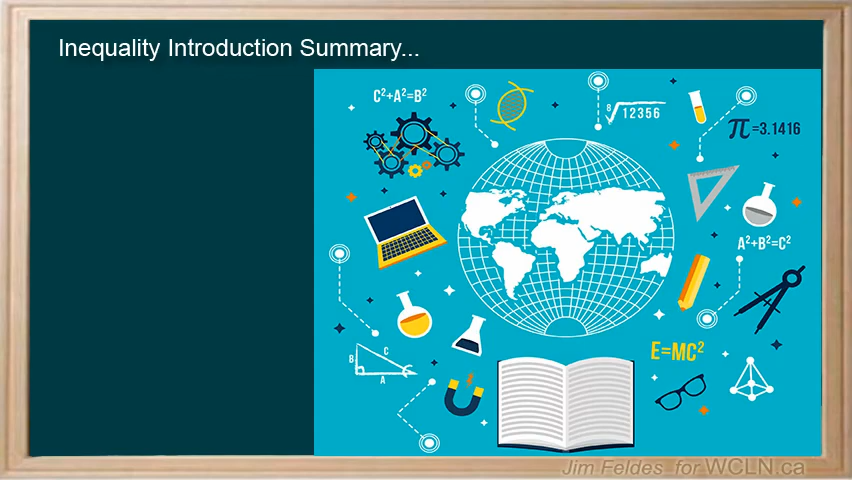 Inequality Introduction Summary...
C²+A²=B²
8√12356
π=3.1416
A²+B²=C²
E=MC²
B
C
A
Jim Feldes for WCLN.ca